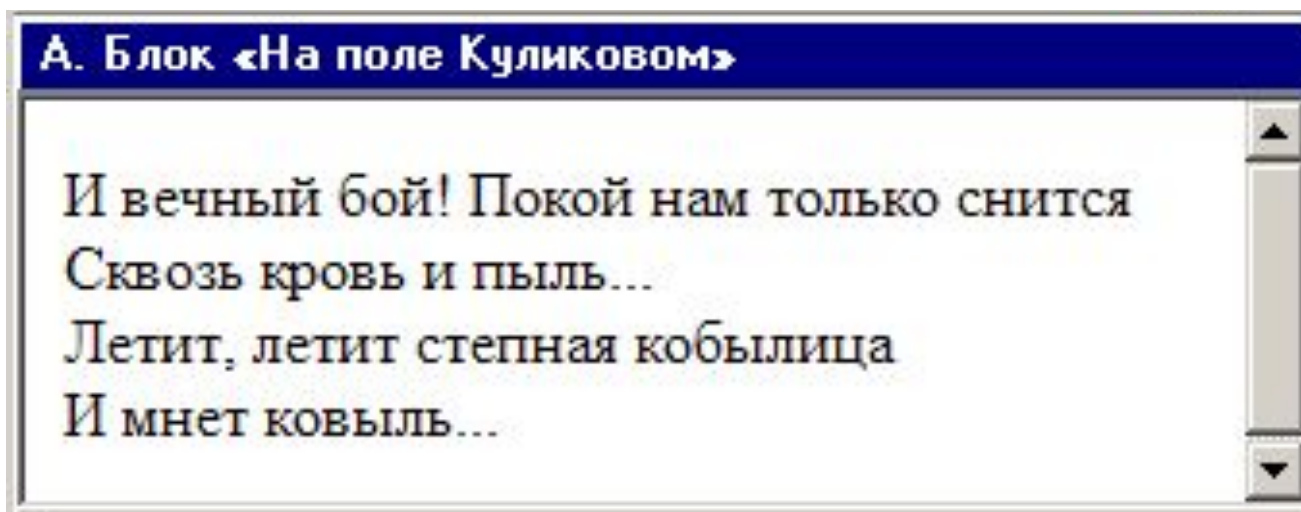 А. Блок «На поле Куликовом»
И вечный бой! Покой нам только снится
Сквозь кровь и пыль...
Летит, летит степная кобылица
И мнет ковыль...